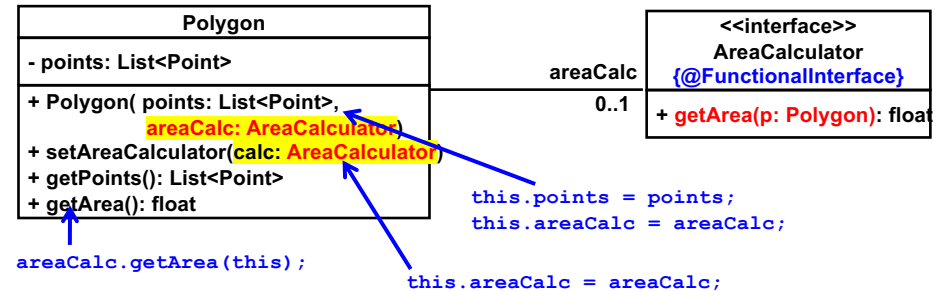 Polygon
- points: List<Point>
+ Polygon( points: List<Point>,
areaCalc: AreaCalculator)
+ setAreaCalculator(calc: AreaCalculator)
+ getPoints(): List<Point>
+ getArea(): float
areaCalc
0..1
<<interface>>
AreaCalculator
{@FunctionalInterface}
+ getArea(p: Polygon): float
this.points = points;
this.areaCalc = areaCalc;
areaCalc.getArea(this);
this.areaCalc = areaCalc;